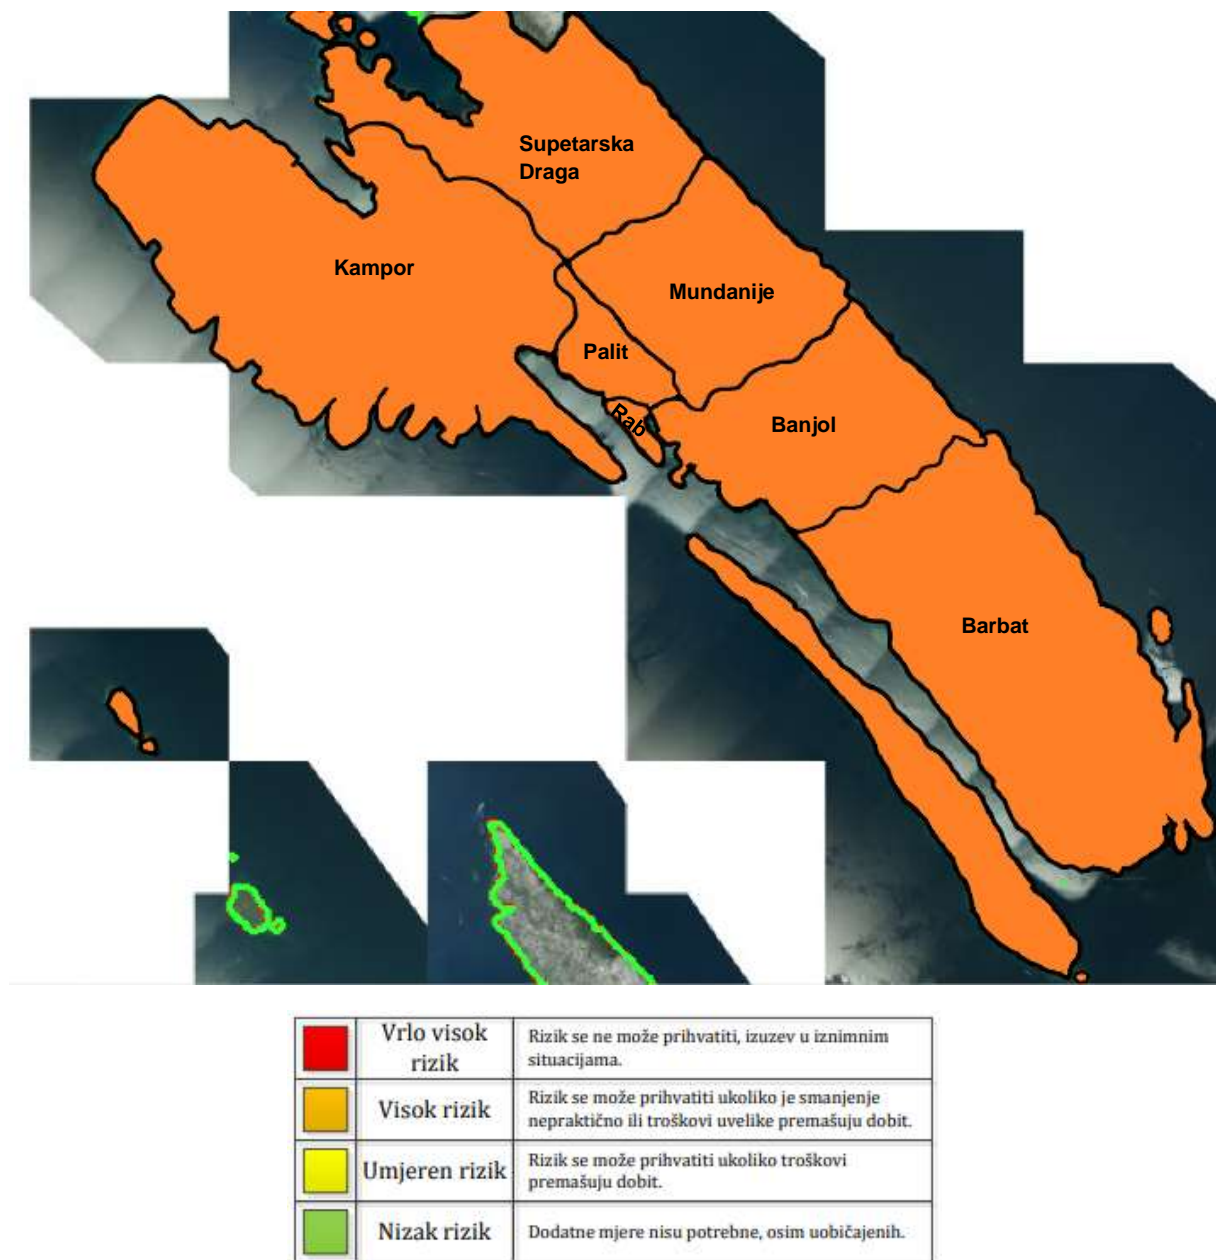 Supetarska
Draga
Kampor
Mundanije
Palit
Rab
Banjol
Barbat
Vrlo visok
rizik
Rizik se ne može prihvatiti, izuzev u iznimnim
situacijama.
Visok rizik
Rizik se može prihvatiti ukoliko je smanjenje
nepraktično ili troškovi uvelike premašuju dobit.
Umjeren rizik
Rizik se može prihvatiti ukoliko troškovi
premašuju dobit.
Nizak rizik
Dodatne mjere nisu potrebne, osim uobičajenih.